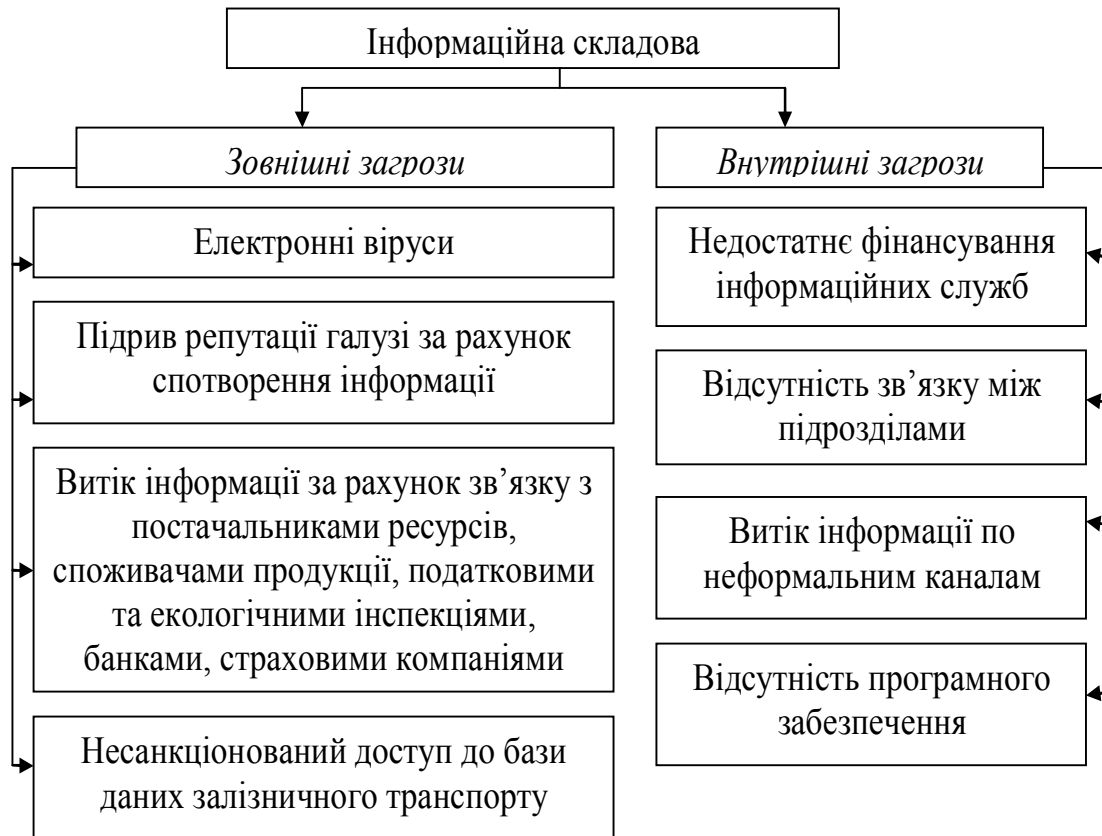 Інформаційна складова
Зовнішні загрози
Електронні віруси
Підрив репутації галузі за рахунок
спотворення інформації
Витік інформації за рахунок зв’язку з
постачальниками ресурсів,
споживачами продукції, податковими
та екологічними інспекціями,
банками, страховими компаніями
Несанкціонований доступ до бази
даних залізничного транспорту
Внутрішні загрози
Недостатнє фінансування
інформаційних служб
Відсутність зв’язку між
підрозділами
Витік інформації по
неформальним каналам
Відсутність програмного
забезпечення